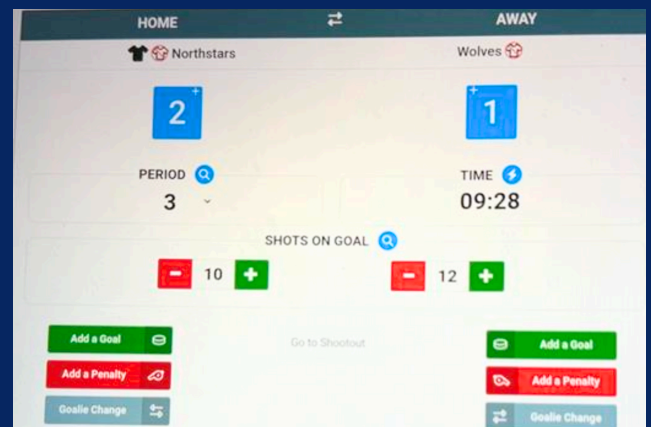 HOME AWAY
Northstars Wolves
2 + + 1
PERIOD TIME
3 09:28
SHOTS ON GOAL
- 10 + - 12 +
Add a Goal Go to Shootout Add a Goal
Add a Penalty Add a Penalty
Goalie Change Goalie Change